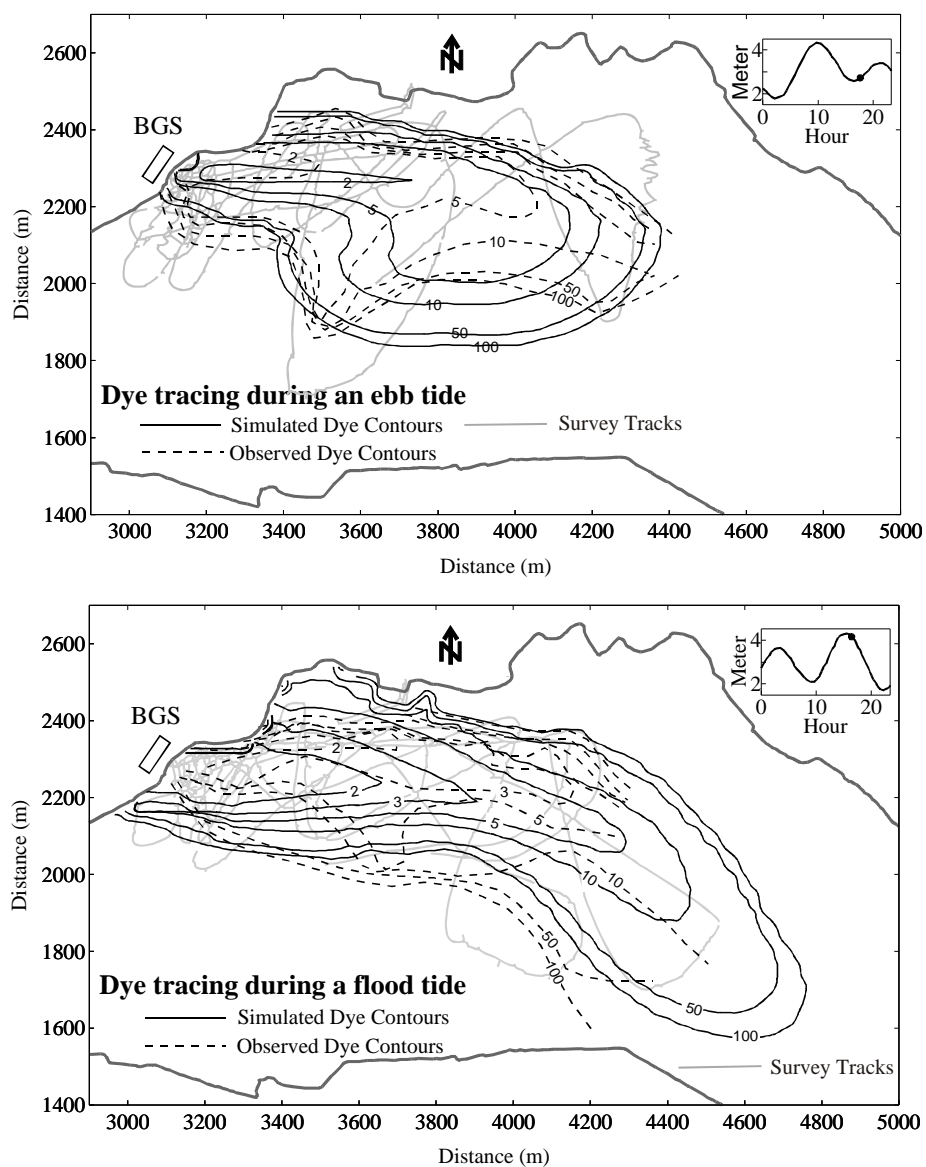 2600
2400
2200
2000
1800
1600
1400
Distance (m)
N
BGS
Meter
4
2
0 10 20
Hour
2
2
5
5
10
10
50
100
50
100
Dye tracing during an ebb tide
Simulated Dye Contours
Survey Tracks
Observed Dye Contours
3000 3200 3400 3600 3800 4000 4200 4400 4600 4800 5000
Distance (m)
2600
2400
2200
2000
1800
1600
1400
Distance (m)
N
BGS
Meter
4
2
0 10 20
Hour
2
2
3
3
5
5
10
10
50
100
50
100
Dye tracing during a flood tide
Simulated Dye Contours
Observed Dye Contours
Survey Tracks
3000 3200 3400 3600 3800 4000 4200 4400 4600 4800 5000
Distance (m)